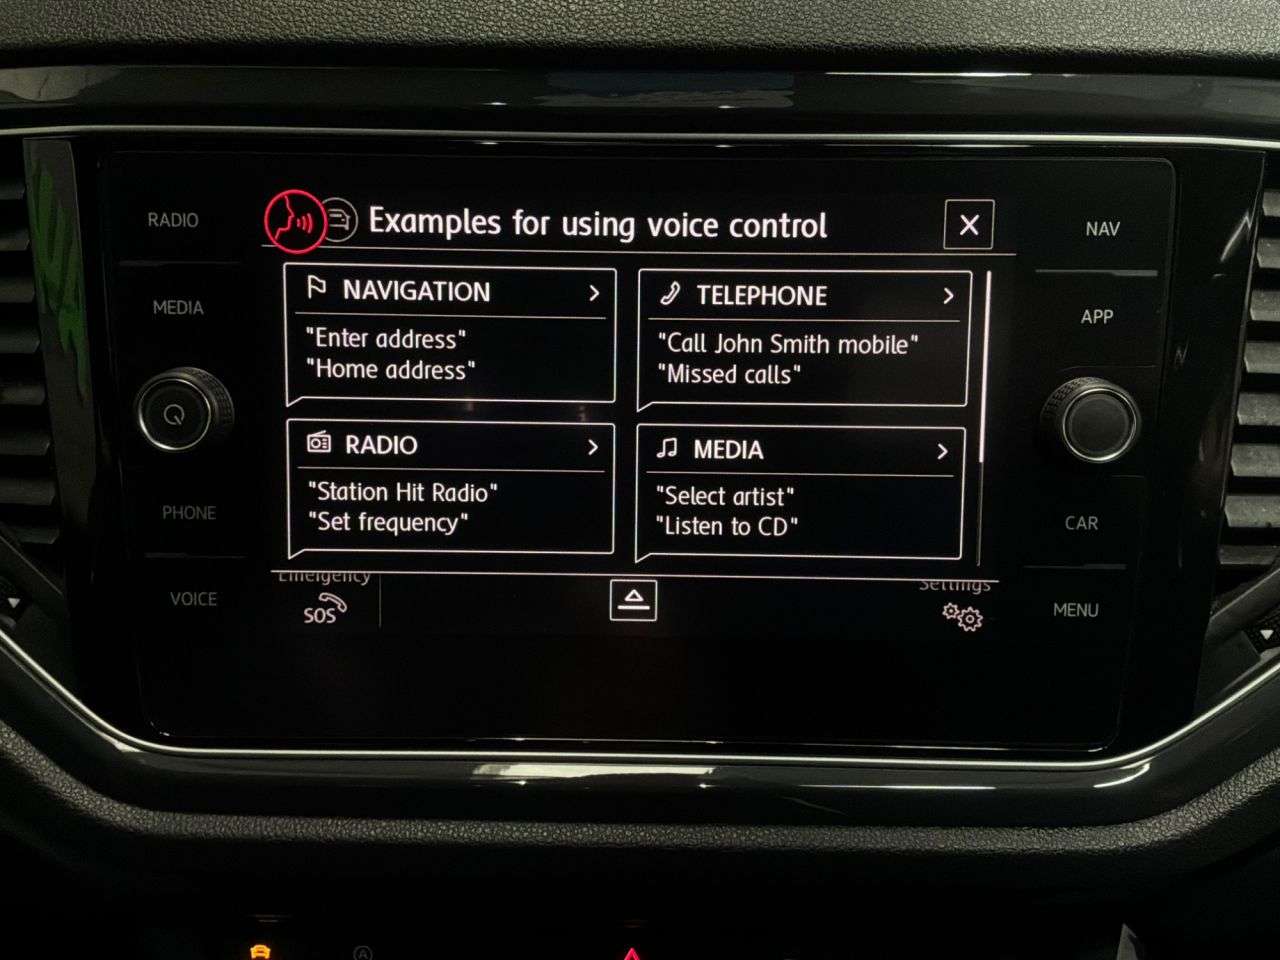 RADIO
MEDIA
PHONE
VOICE
Examples for using voice control
NAVIGATION
"Enter address"
"Home address"
TELEPHONE
"Call John Smith mobile"
"Missed calls"
RADIO
"Station Hit Radio"
"Set frequency"
MEDIA
"Select artist"
"Listen to CD"
Emergency
SOS
Settings
NAV
APP
CAR
MENU
A